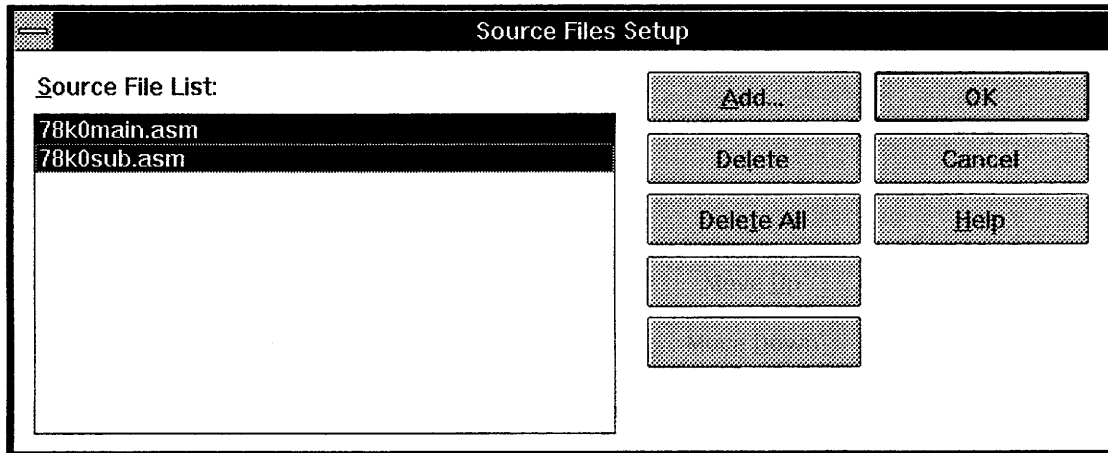 Source Files Setup
Source File List:
78k0main.asm
78k0sub.asm
Add...
OK
Delete
Cancel
Delete All
Help